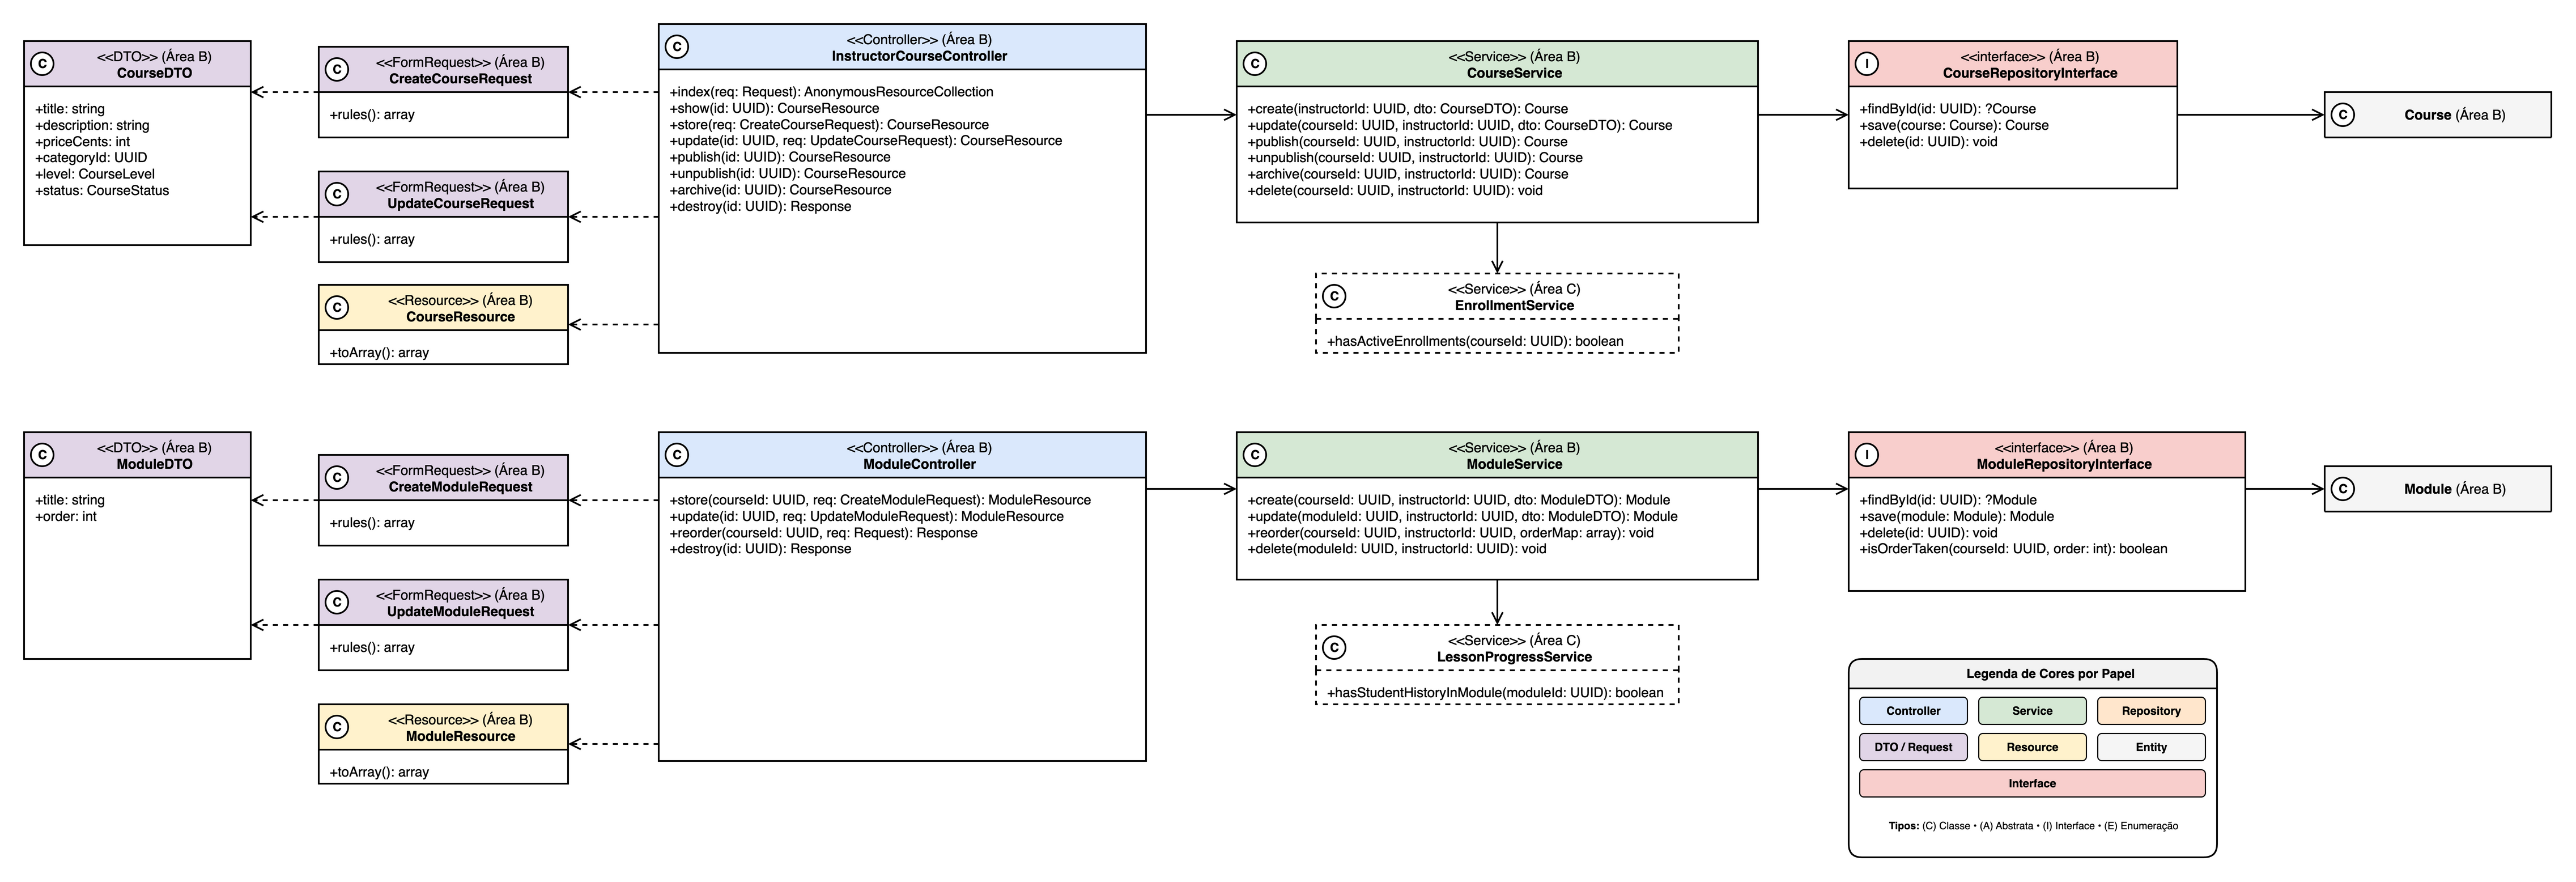 C
<<DTO>> (Área B)
CourseDTO
+title: string
+description: string
+priceCents: int
+categoryId: UUID
+level: CourseLevel
+status: CourseStatus
C
<<FormRequest>> (Área B)
CreateCourseRequest
+rules(): array
C
<<FormRequest>> (Área B)
UpdateCourseRequest
+rules(): array
C
<<Resource>> (Área B)
CourseResource
+toArray(): array
C
<<Controller>> (Área B)
InstructorCourseController
+index(req: Request): AnonymousResourceCollection
+show(id: UUID): CourseResource
+store(req: CreateCourseRequest): CourseResource
+update(id: UUID, req: UpdateCourseRequest): CourseResource
+publish(id: UUID): CourseResource
+unpublish(id: UUID): CourseResource
+archive(id: UUID): CourseResource
+destroy(id: UUID): Response
C
<<Service>> (Área B)
CourseService
+create(instructorId: UUID, dto: CourseDTO): Course
+update(courseId: UUID, instructorId: UUID, dto: CourseDTO): Course
+publish(courseId: UUID, instructorId: UUID): Course
+unpublish(courseId: UUID, instructorId: UUID): Course
+archive(courseId: UUID, instructorId: UUID): Course
+delete(courseId: UUID, instructorId: UUID): void
C
<<Service>> (Área C)
EnrollmentService
+hasActiveEnrollments(courseId: UUID): boolean
I
<<interface>> (Área B)
CourseRepositoryInterface
+findById(id: UUID): ?Course
+save(course: Course): Course
+delete(id: UUID): void
C
Course (Área B)
C
<<DTO>> (Área B)
ModuleDTO
+title: string
+order: int
C
<<FormRequest>> (Área B)
CreateModuleRequest
+rules(): array
C
<<FormRequest>> (Área B)
UpdateModuleRequest
+rules(): array
C
<<Resource>> (Área B)
ModuleResource
+toArray(): array
C
<<Controller>> (Área B)
ModuleController
+store(courseId: UUID, req: CreateModuleRequest): ModuleResource
+update(id: UUID, req: UpdateModuleRequest): ModuleResource
+reorder(courseId: UUID, req: Request): Response
+destroy(id: UUID): Response
C
<<Service>> (Área B)
ModuleService
+create(courseId: UUID, instructorId: UUID, dto: ModuleDTO): Module
+update(moduleId: UUID, instructorId: UUID, dto: ModuleDTO): Module
+reorder(courseId: UUID, instructorId: UUID, orderMap: array): void
+delete(moduleId: UUID, instructorId: UUID): void
C
<<Service>> (Área C)
LessonProgressService
+hasStudentHistoryInModule(moduleId: UUID): boolean
I
<<interface>> (Área B)
ModuleRepositoryInterface
+findById(id: UUID): ?Module
+save(module: Module): Module
+delete(id: UUID): void
+isOrderTaken(courseId: UUID, order: int): boolean
C
Module (Área B)
Legenda de Cores por Papel
Controller
Service
Repository
DTO / Request
Resource
Entity
Interface
Tipos: (C) Classe • (A) Abstrata • (I) Interface • (E) Enumeração